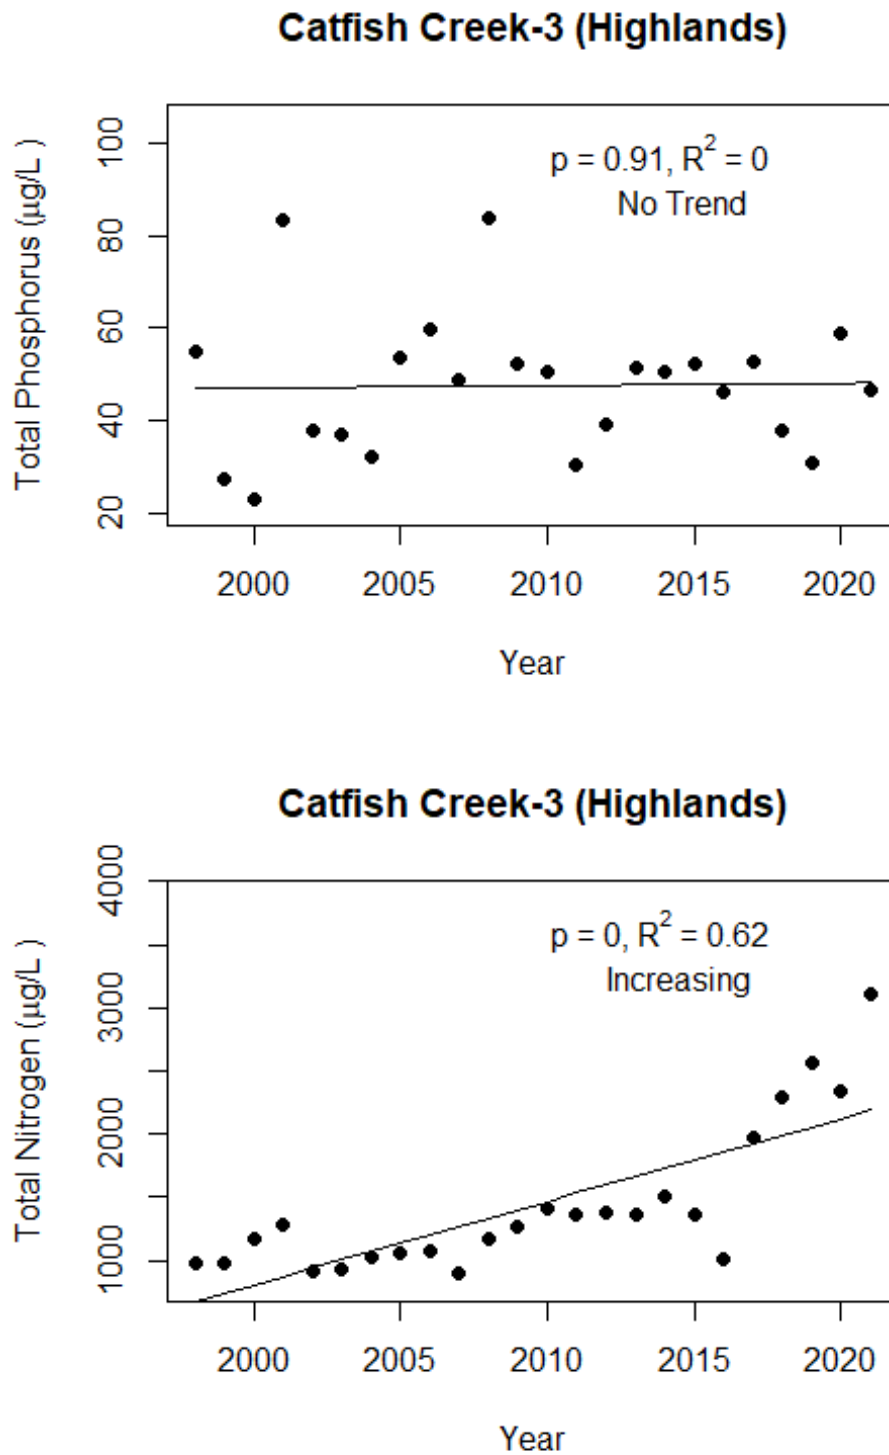 Catfish Creek-3 (Highlands)
Total Phosphorus (µg/L )
100
80
60
40
20
p = 0.91, R² = 0
No Trend
2000 2005 2010 2015 2020
Year
Catfish Creek-3 (Highlands)
Total Nitrogen (µg/L )
4000
3000
2000
1000
p = 0, R² = 0.62
Increasing
2000 2005 2010 2015 2020
Year